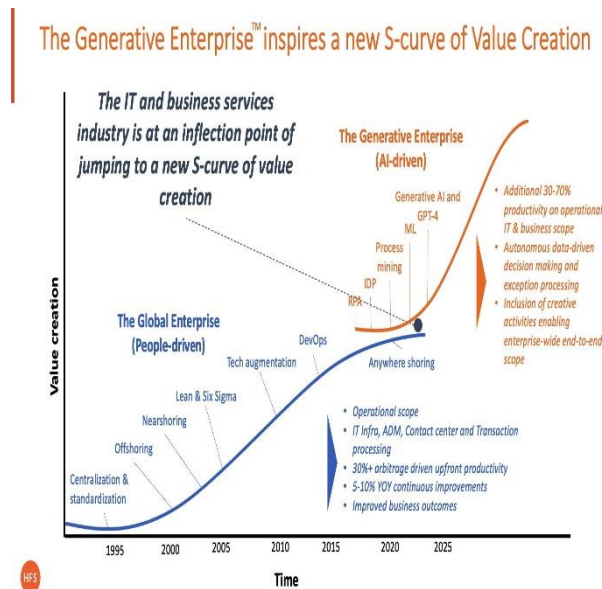 The Generative Enterprise™ inspires a new S-curve of Value Creation
The IT and business services
industry is at an inflection point of
jumping to a new S-curve of value
creation
The Generative Enterprise
(AI-driven)
Generative AI and
GPT-4
ML
Process
mining
IDP
RPA
• Additional 30-70%
productivity on operational
IT & business scope
• Autonomous data-driven
decision making and
exception processing
• Inclusion of creative
activities enabling
enterprise-wide end-to-end
scope
Value creation
The Global Enterprise
(People-driven)
DevOps
Anywhere shoring
Tech augmentation
Lean & Six Sigma
Nearshoring
Offshoring
Centralization &
standardization
• Operational scope
• IT Infra, ADM, Contact center and Transaction
processing
• 30%+ arbitrage driven upfront productivity
• 5-10% YOY continuous improvements
• Improved business outcomes
1995 2000 2005 2010 2015 2020 2025
Time
HFS